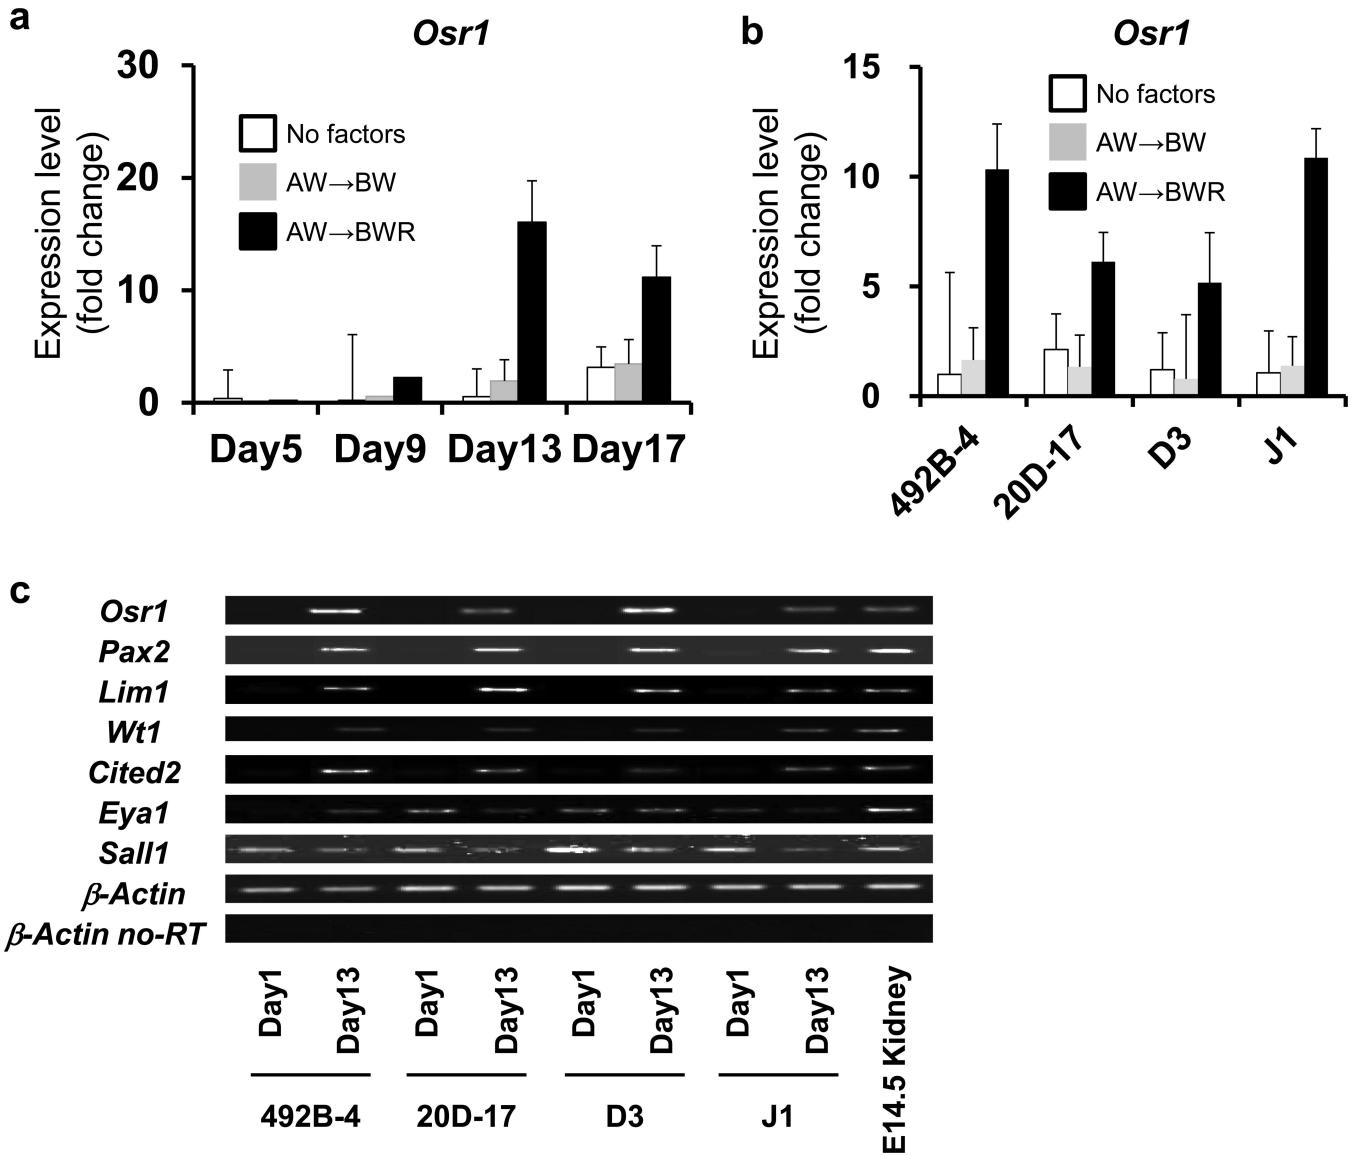 a
Osr1
30
20
10
0
Expression level
(fold change)
No factors
AW→BW
AW→BWR
Day5 Day9 Day13 Day17
b
Osr1
15
10
5
0
Expression level
(fold change)
No factors
AW→BW
AW→BWR
492B-4 20D-17 D3 J1
c
Osr1
Pax2
Lim1
Wt1
Cited2
Eya1
Sall1
β-Actin
β-Actin no-RT
Day1 Day13 Day1 Day13 Day1 Day13 Day1 Day13 E14.5 Kidney
492B-4 20D-17 D3 J1